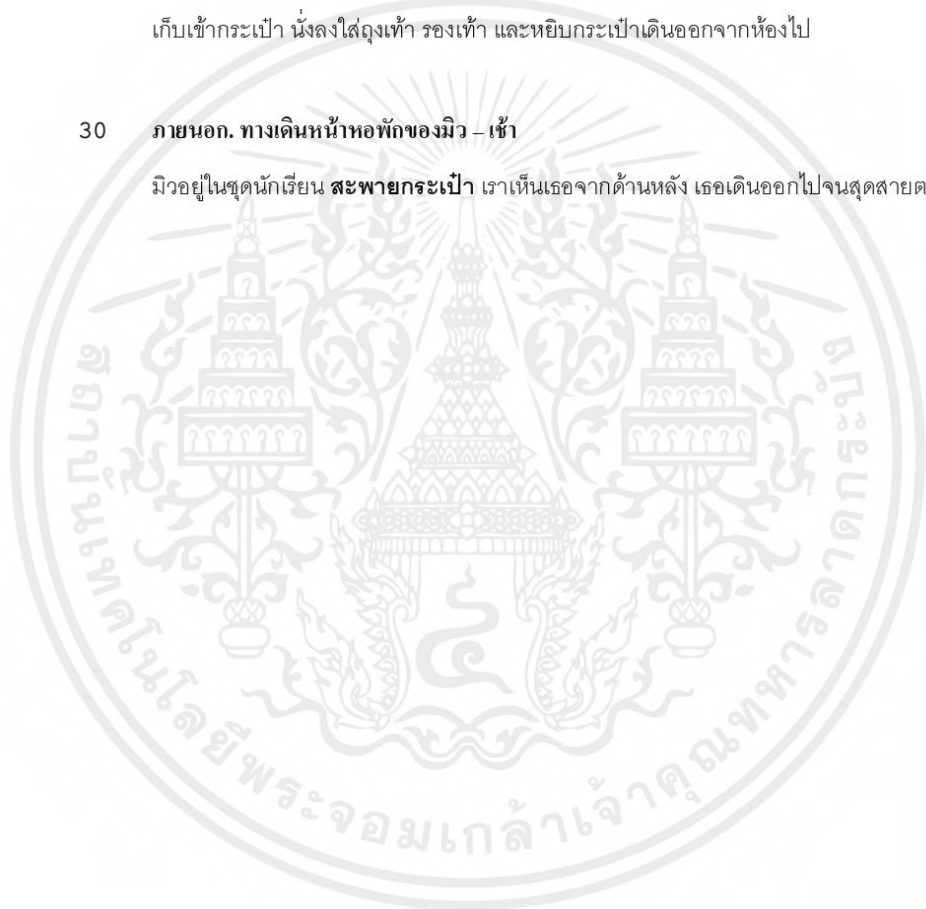 เก็บเข้ากระเป๋า นั่งลงใส่ถุงเท้า รองเท้า และหยิบกระเป๋าเดินออกจากห้องไป
30 ภายนอก. ทางเดินหน้าหอพักของมิว – เช้า
มิวอยู่ในชุดนักเรียน สะพายกระเป๋า เราเห็นเธอจากด้านหลัง เธอเดินออกไปจนสุดสายต
สถาบันเทคโนโลยีพระจอมเกล้าเจ้าคุณทหารลาดกระบัง
๔